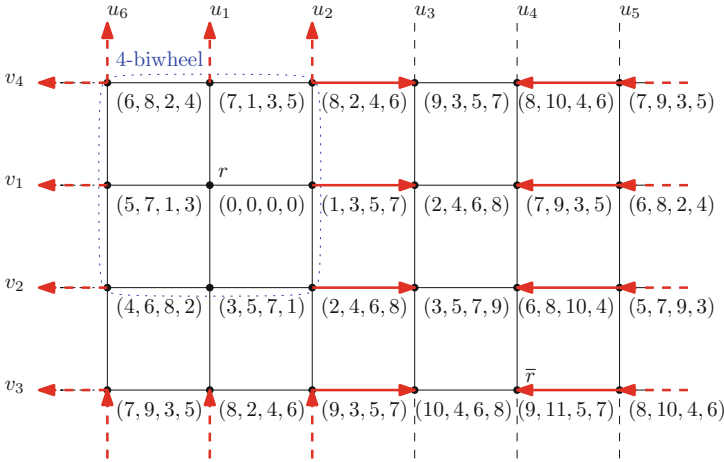 u₆ u₁ u₂ u₃ u₄ u₅
4-biwheel
v₄
(6, 8, 2, 4) (7, 1, 3, 5) (8, 2, 4, 6) (9, 3, 5, 7) (8, 10, 4, 6) (7, 9, 3, 5)
v₁ r
(5, 7, 1, 3) (0, 0, 0, 0) (1, 3, 5, 7) (2, 4, 6, 8) (7, 9, 3, 5) (6, 8, 2, 4)
v₂
(4, 6, 8, 2) (3, 5, 7, 1) (2, 4, 6, 8) (3, 5, 7, 9) (6, 8, 10, 4) (5, 7, 9, 3)
v₃ r̅
(7, 9, 3, 5) (8, 2, 4, 6) (9, 3, 5, 7) (10, 4, 6, 8) (9, 11, 5, 7) (8, 10, 4, 6)